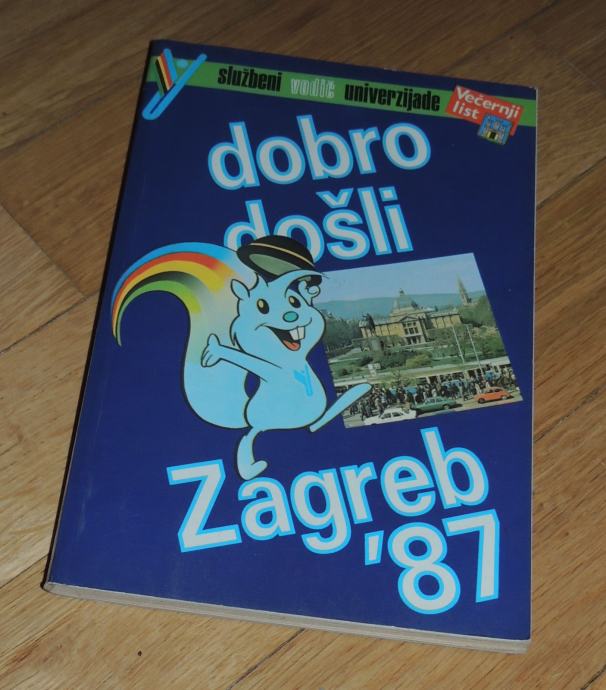 službeni vodič univerzijade
Večernji
list
dobro
došli
Zagreb
'87